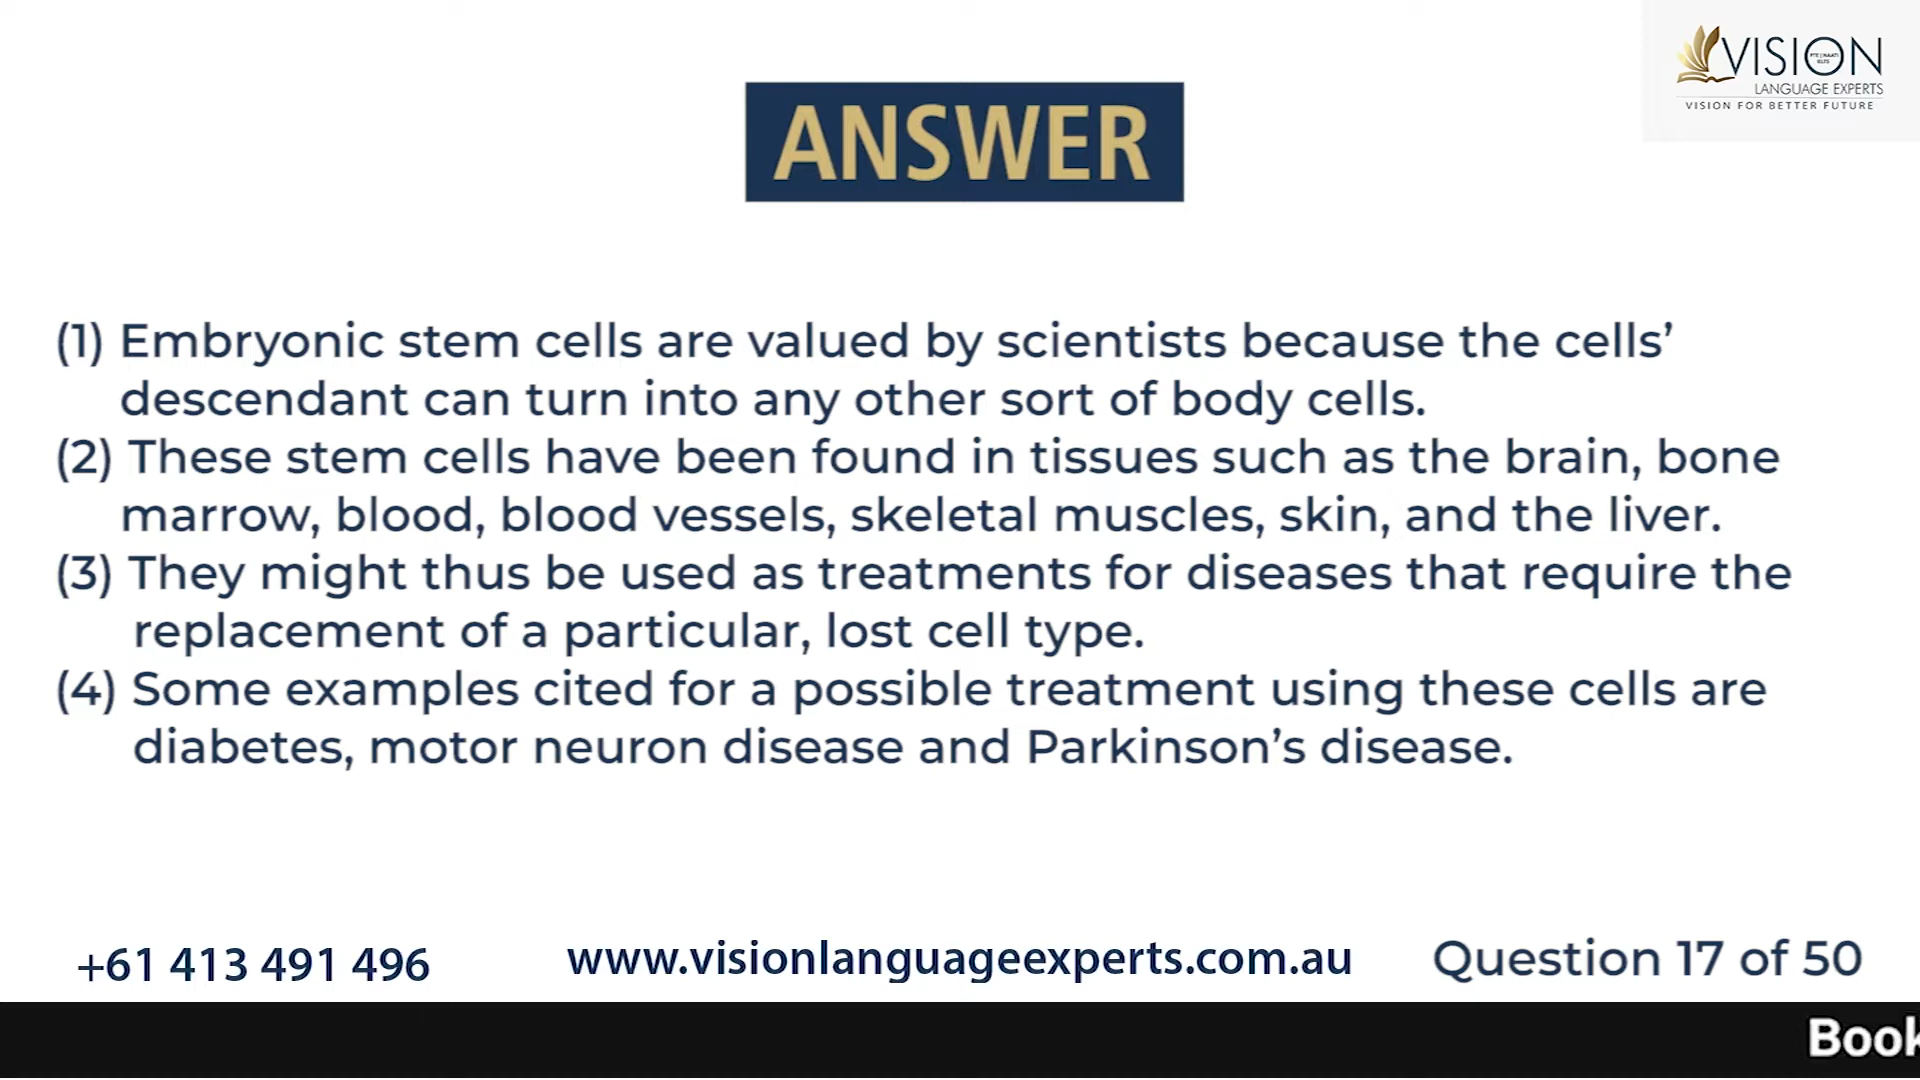 VISION
LANGUAGE EXPERTS
VISION FOR BETTER FUTURE
ANSWER
(1) Embryonic stem cells are valued by scientists because the cells’
descendant can turn into any other sort of body cells.
(2) These stem cells have been found in tissues such as the brain, bone
marrow, blood, blood vessels, skeletal muscles, skin, and the liver.
(3) They might thus be used as treatments for diseases that require the
replacement of a particular, lost cell type.
(4) Some examples cited for a possible treatment using these cells are
diabetes, motor neuron disease and Parkinson’s disease.
+61 413 491 496
www.visionlanguageexperts.com.au
Question 17 of 50
Book